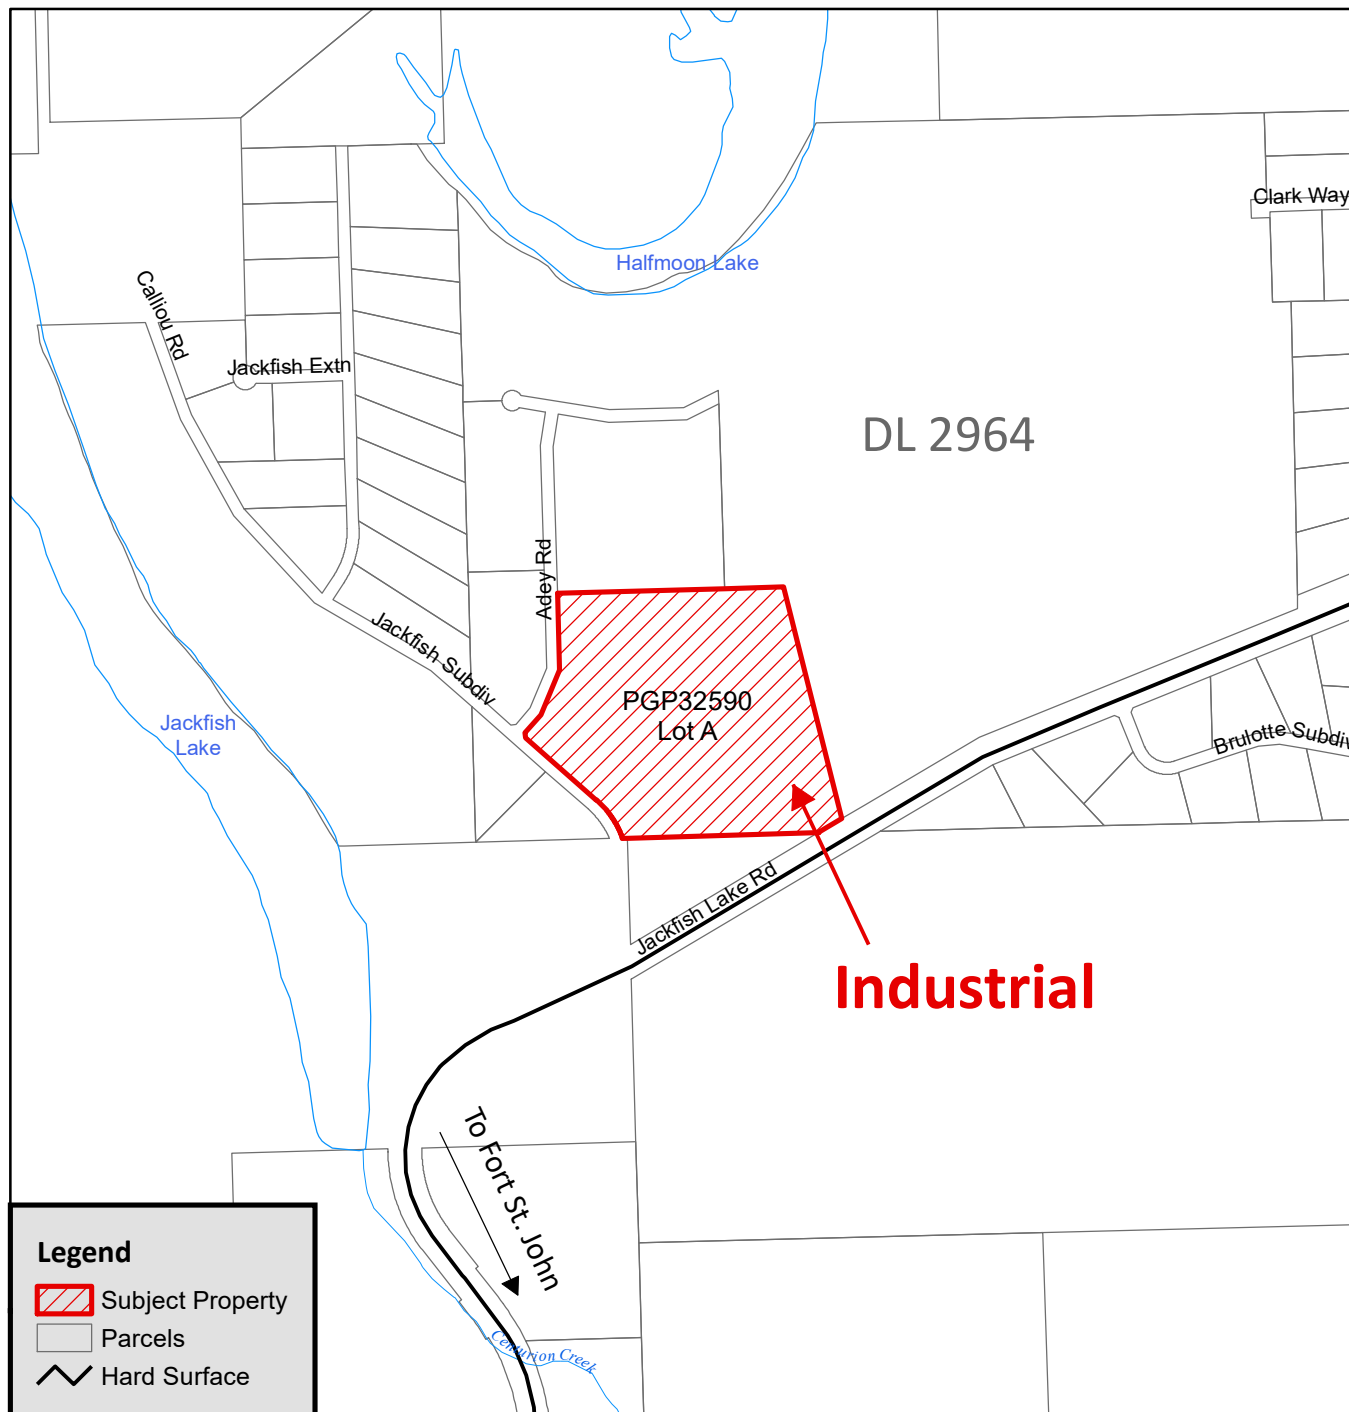 Clark Way
Halfmoon Lake
Calliou Rd
Jackfish Extn
DL 2964
Adey Rd
Jackfish Subdiv
PGP32590
Lot A
Jackfish
Lake
Brulotte Subdiv
Jackfish Lake Rd
Industrial
To Fort St. John
Centurion Creek
Legend
Subject Property
Parcels
Hard Surface